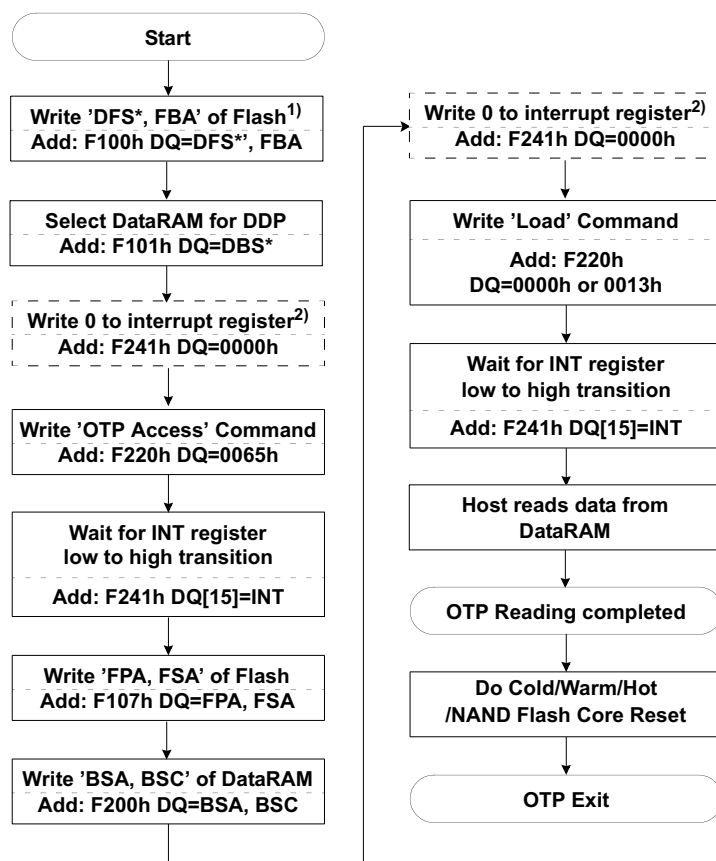 Start
Write 'DFS*, FBA' of Flash1)
Add: F100h DQ=DFS*', FBA
Select DataRAM for DDP
Add: F101h DQ=DBS*
Write 0 to interrupt register2)
Add: F241h DQ=0000h
Write 'OTP Access' Command
Add: F220h DQ=0065h
Wait for INT register
low to high transition
Add: F241h DQ[15]=INT
Write 'FPA, FSA' of Flash
Add: F107h DQ=FPA, FSA
Write 'BSA, BSC' of DataRAM
Add: F200h DQ=BSA, BSC
Write 0 to interrupt register2)
Add: F241h DQ=0000h
Write 'Load' Command
Add: F220h
DQ=0000h or 0013h
Wait for INT register
low to high transition
Add: F241h DQ[15]=INT
Host reads data from
DataRAM
OTP Reading completed
Do Cold/Warm/Hot
/NAND Flash Core Reset
OTP Exit